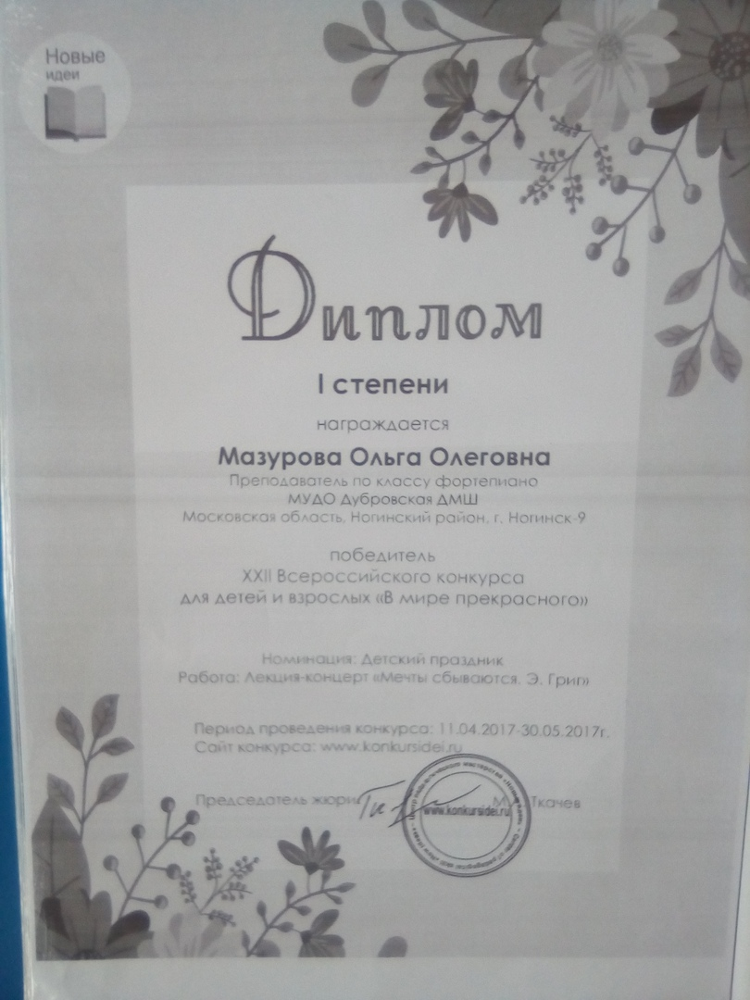 Новые
идеи
Диплом
I степени
награждается
Мазурова Ольга Олеговна
Преподаватель по классу фортепиано
МУДО Дубровская ДМШ
Московская область, Ногинский район, г. Ногинск-9
победитель
XXII Всероссийского конкурса
для детей и взрослых «В мире прекрасного»
Номинация: Детский праздник
Работа: Лекция-концерт «Мечты сбываются. Э. Григ»
Период проведения конкурса: 11.04.2017-30.05.2017г.
Сайт конкурса: www.konkursidei.ru
Председатель жюри Ткачев
www.konkursidei.ru